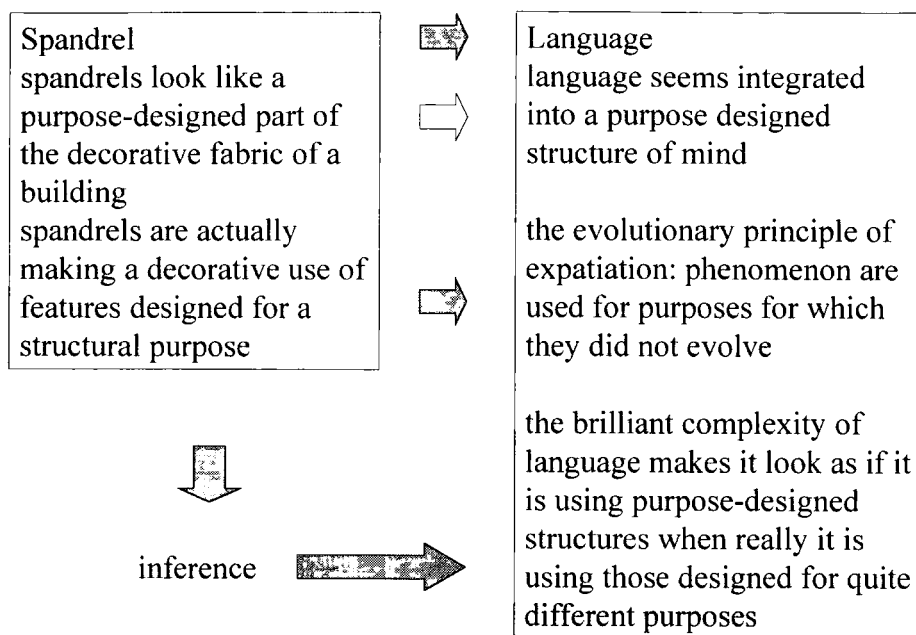 Spandrel
spandrels look like a
purpose-designed part of
the decorative fabric of a
building
spandrels are actually
making a decorative use of
features designed for a
structural purpose
inference
Language
language seems integrated
into a purpose designed
structure of mind
the evolutionary principle of
expatiation: phenomenon are
used for purposes for which
they did not evolve
the brilliant complexity of
language makes it look as if it
is using purpose-designed
structures when really it is
using those designed for quite
different purposes